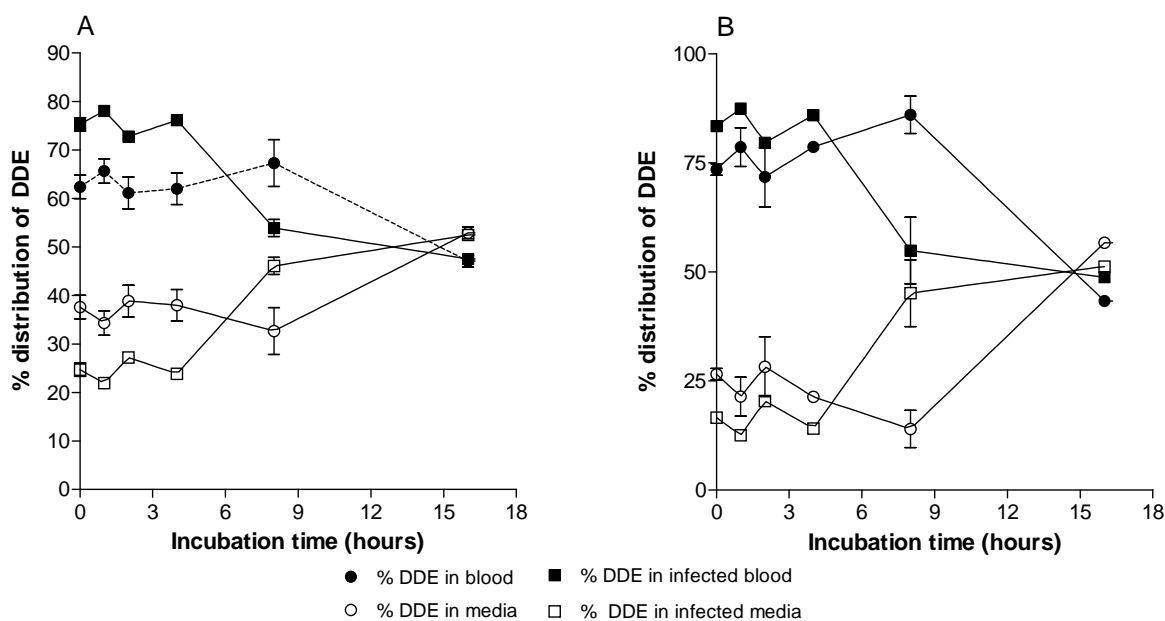 A
90
80
70
60
50
40
30
20
10
0
% distribution of DDE
0 3 6 9 12 15 18
Incubation time (hours)
B
100
75
50
25
0
% distribution of DDE
0 3 6 9 12 15 18
Incubation time (hours)
% DDE in blood % DDE in infected blood
% DDE in media % DDE in infected media